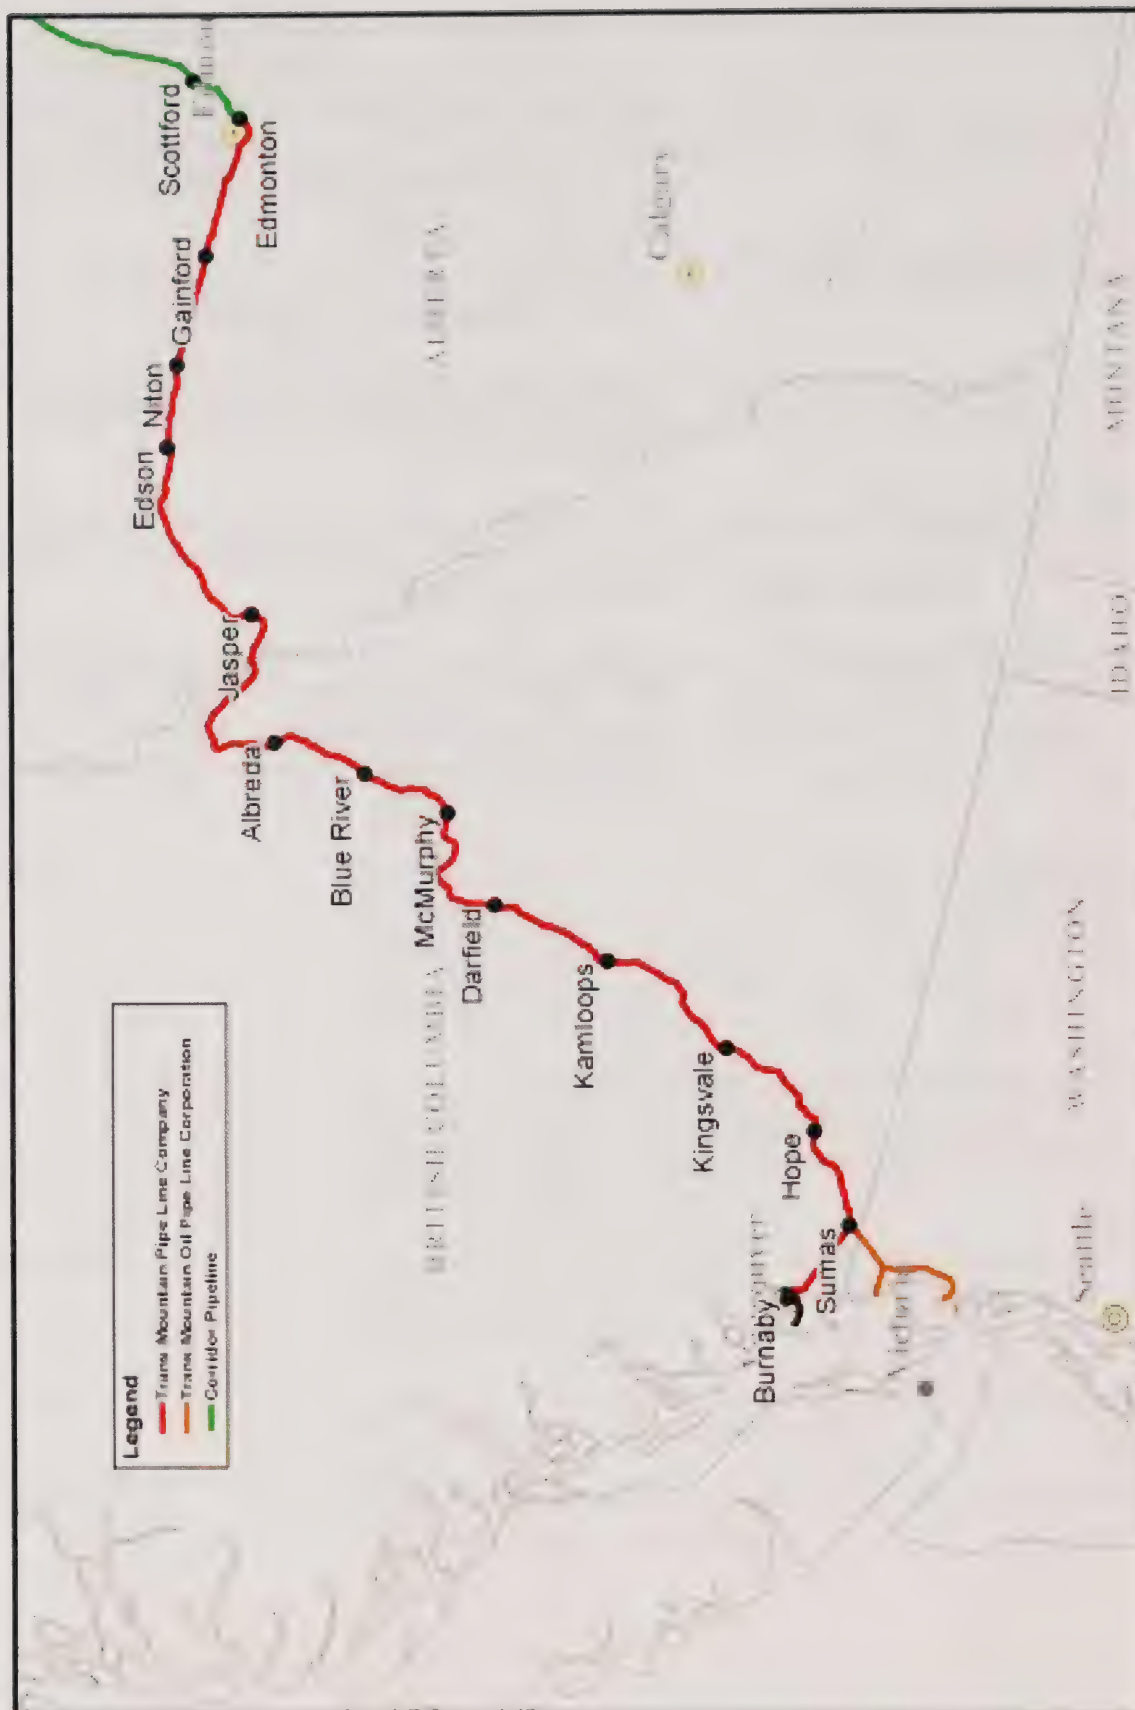 Legend
Trans Mountain Pipe Line Company
Trans Mountain Oil Pipe Line Corporation
Corridor Pipeline
Scottford
Edmonton
Gainford
Niton
Edson
Jasper
Albreda
Blue River
McMurphy
Darfield
Kamloops
Kingsvale
Hope
Sumas
Burnaby
BRITISH COLUMBIA
ALBERTA
Calgary
MONTANA
IDAHO
WASHINGTON
Seattle